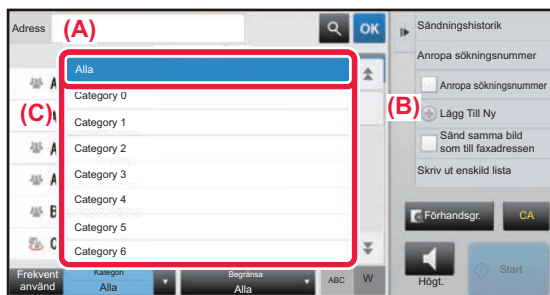 Adress
(A)
OK
Sändningshistorik
Anropa sökningsnummer
Anropa sökningsnummer
(B)
Lägg Till Ny
Sänd samma bild
som till faxadressen
Skriv ut enskild lista
Förhandsgr.
CA
Högt.
Start
(C)
A
A
A
B
C
Alla
Category 0
Category 1
Category 2
Category 3
Category 4
Category 5
Category 6
Frekvent
använd
Kategori
Alla
Begränsa
Alla
ABC
W